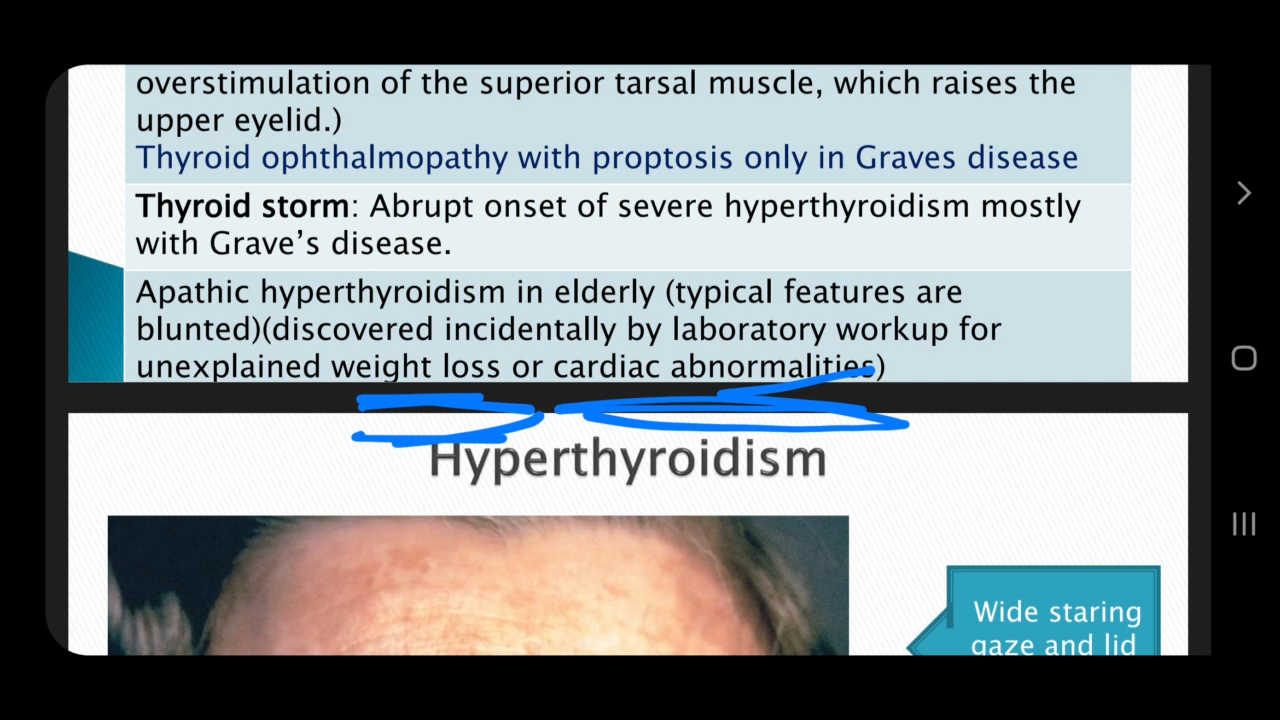 overstimulation of the superior tarsal muscle, which raises the
upper eyelid.)
Thyroid ophthalmopathy with proptosis only in Graves disease
Thyroid storm: Abrupt onset of severe hyperthyroidism mostly
with Grave’s disease.
Apathic hyperthyroidism in elderly (typical features are
blunted)(discovered incidentally by laboratory workup for
unexplained weight loss or cardiac abnormalities)
Hyperthyroidism
Wide staring
gaze and lid